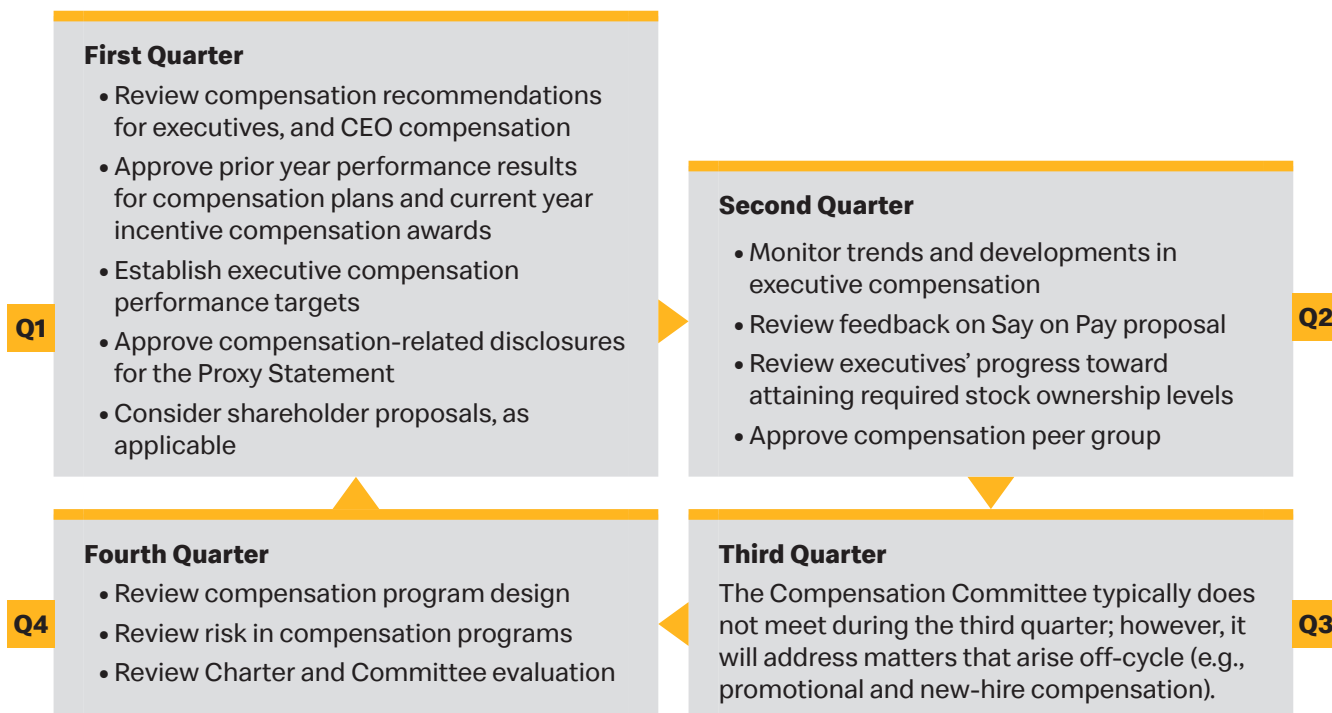 First Quarter
• Review compensation recommendations
for executives, and CEO compensation
• Approve prior year performance results
for compensation plans and current year
incentive compensation awards
• Establish executive compensation
performance targets
• Approve compensation-related disclosures
for the Proxy Statement
• Consider shareholder proposals, as
applicable
Q1
Second Quarter
• Monitor trends and developments in
executive compensation
• Review feedback on Say on Pay proposal
• Review executives’ progress toward
attaining required stock ownership levels
• Approve compensation peer group
Q2
Third Quarter
The Compensation Committee typically does
not meet during the third quarter; however, it
will address matters that arise off-cycle (e.g.,
promotional and new-hire compensation).
Q3
Fourth Quarter
• Review compensation program design
• Review risk in compensation programs
• Review Charter and Committee evaluation
Q4